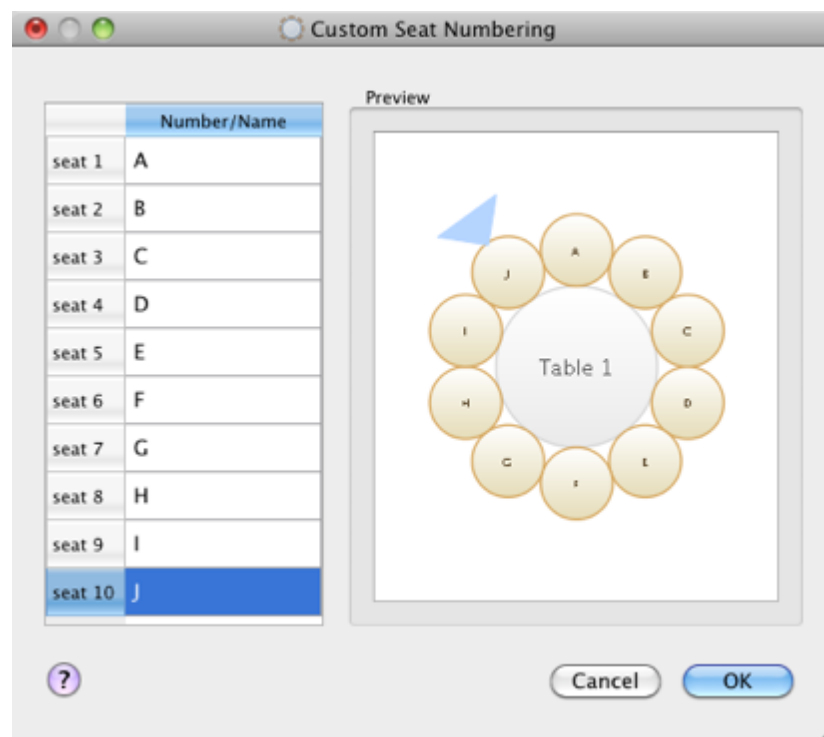 Custom Seat Numbering
Number/Name
seat 1 A
seat 2 B
seat 3 C
seat 4 D
seat 5 E
seat 6 F
seat 7 G
seat 8 H
seat 9 I
seat 10 J
Preview
A
J B
I C
Table 1
H D
G E
F
?
Cancel OK